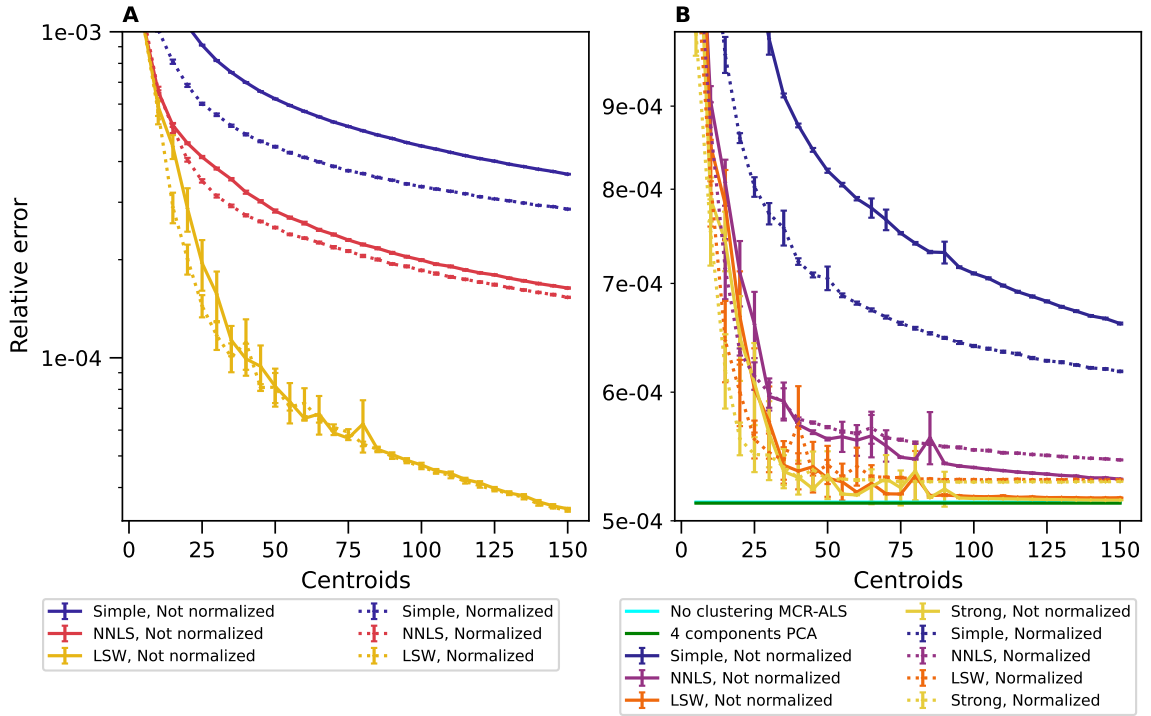 A
B
1e-03
1e-04
Relative error
0 25 50 75 100 125 150
Centroids
9e-04
8e-04
7e-04
6e-04
5e-04
0 25 50 75 100 125 150
Centroids
Simple, Not normalized
NNLS, Not normalized
LSW, Not normalized
Simple, Normalized
NNLS, Normalized
LSW, Normalized
No clustering MCR-ALS
4 components PCA
Simple, Not normalized
NNLS, Not normalized
LSW, Not normalized
Strong, Not normalized
Simple, Normalized
NNLS, Normalized
LSW, Normalized
Strong, Normalized